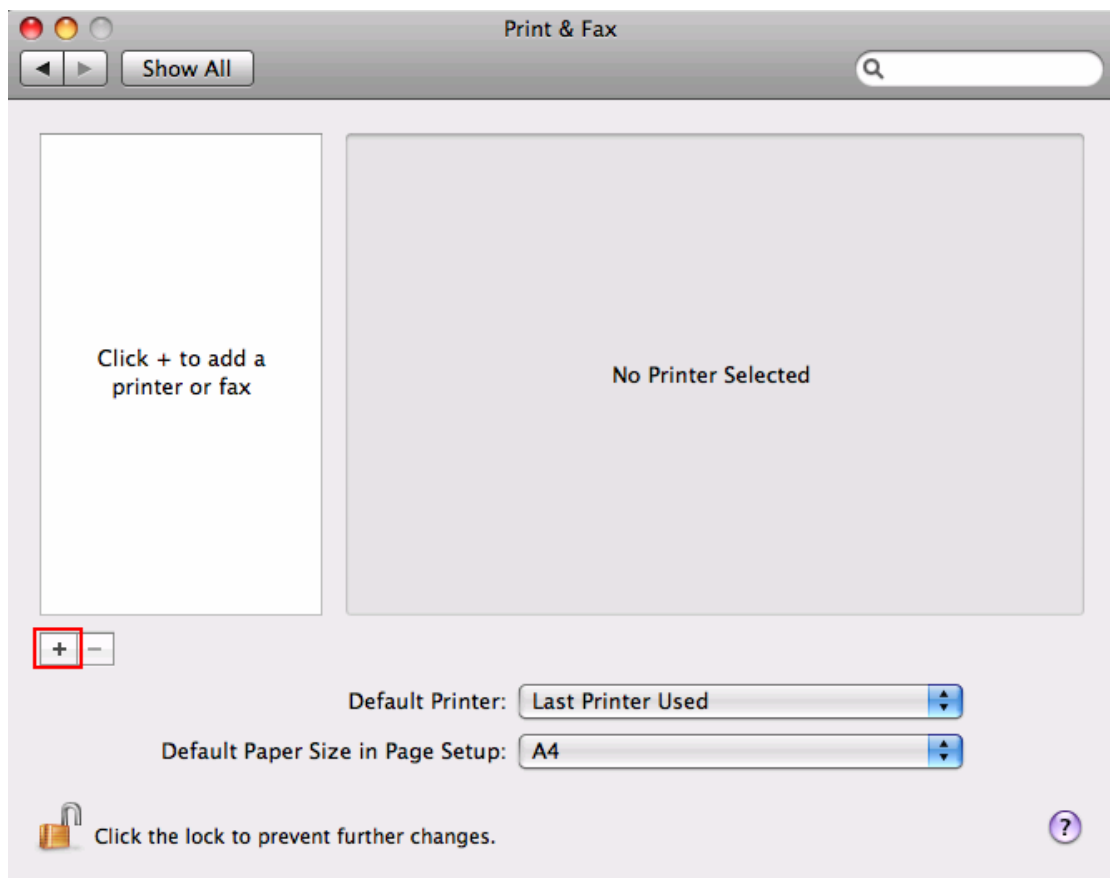 Print & Fax
Show All
Click + to add a
printer or fax
No Printer Selected
+ −
Default Printer: Last Printer Used
Default Paper Size in Page Setup: A4
Click the lock to prevent further changes.
?